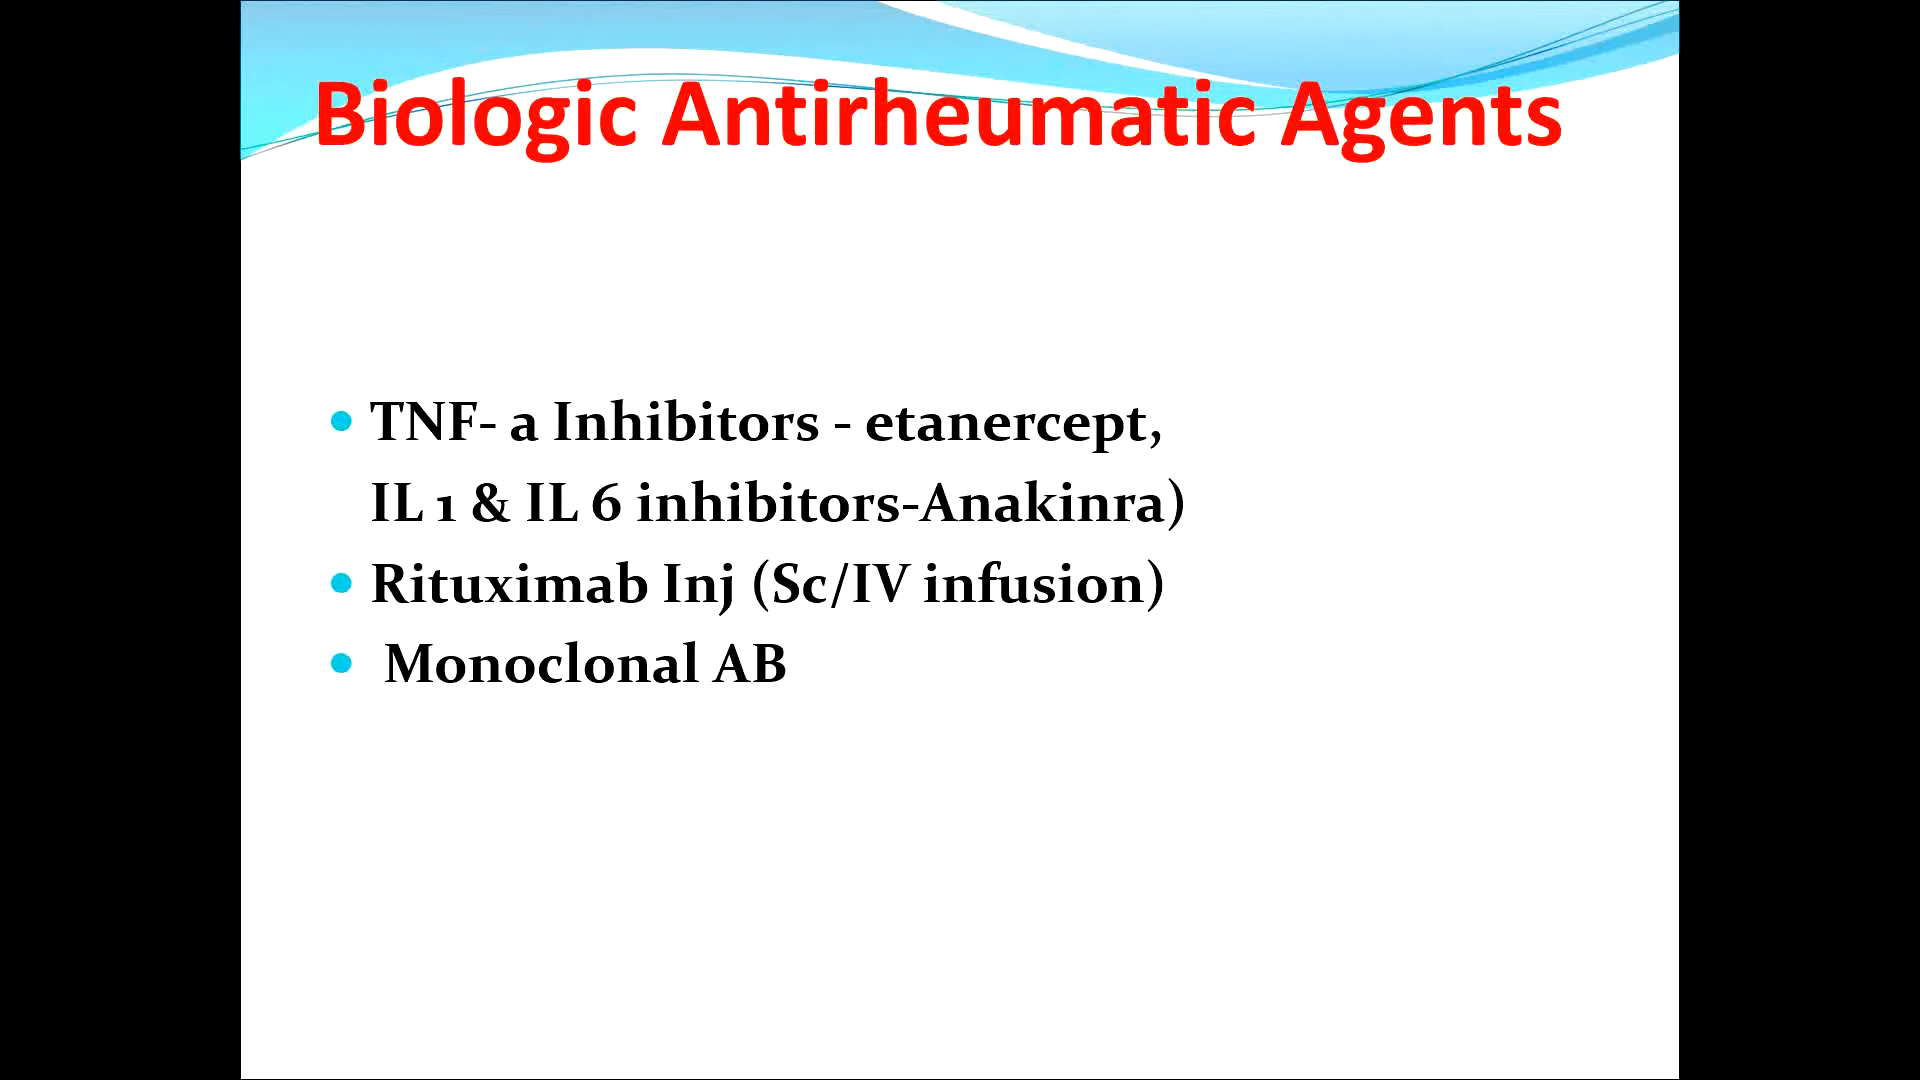 Biologic Antirheumatic Agents
• TNF- a Inhibitors - etanercept,
IL 1 & IL 6 inhibitors-Anakinra)
• Rituximab Inj (Sc/IV infusion)
• Monoclonal AB